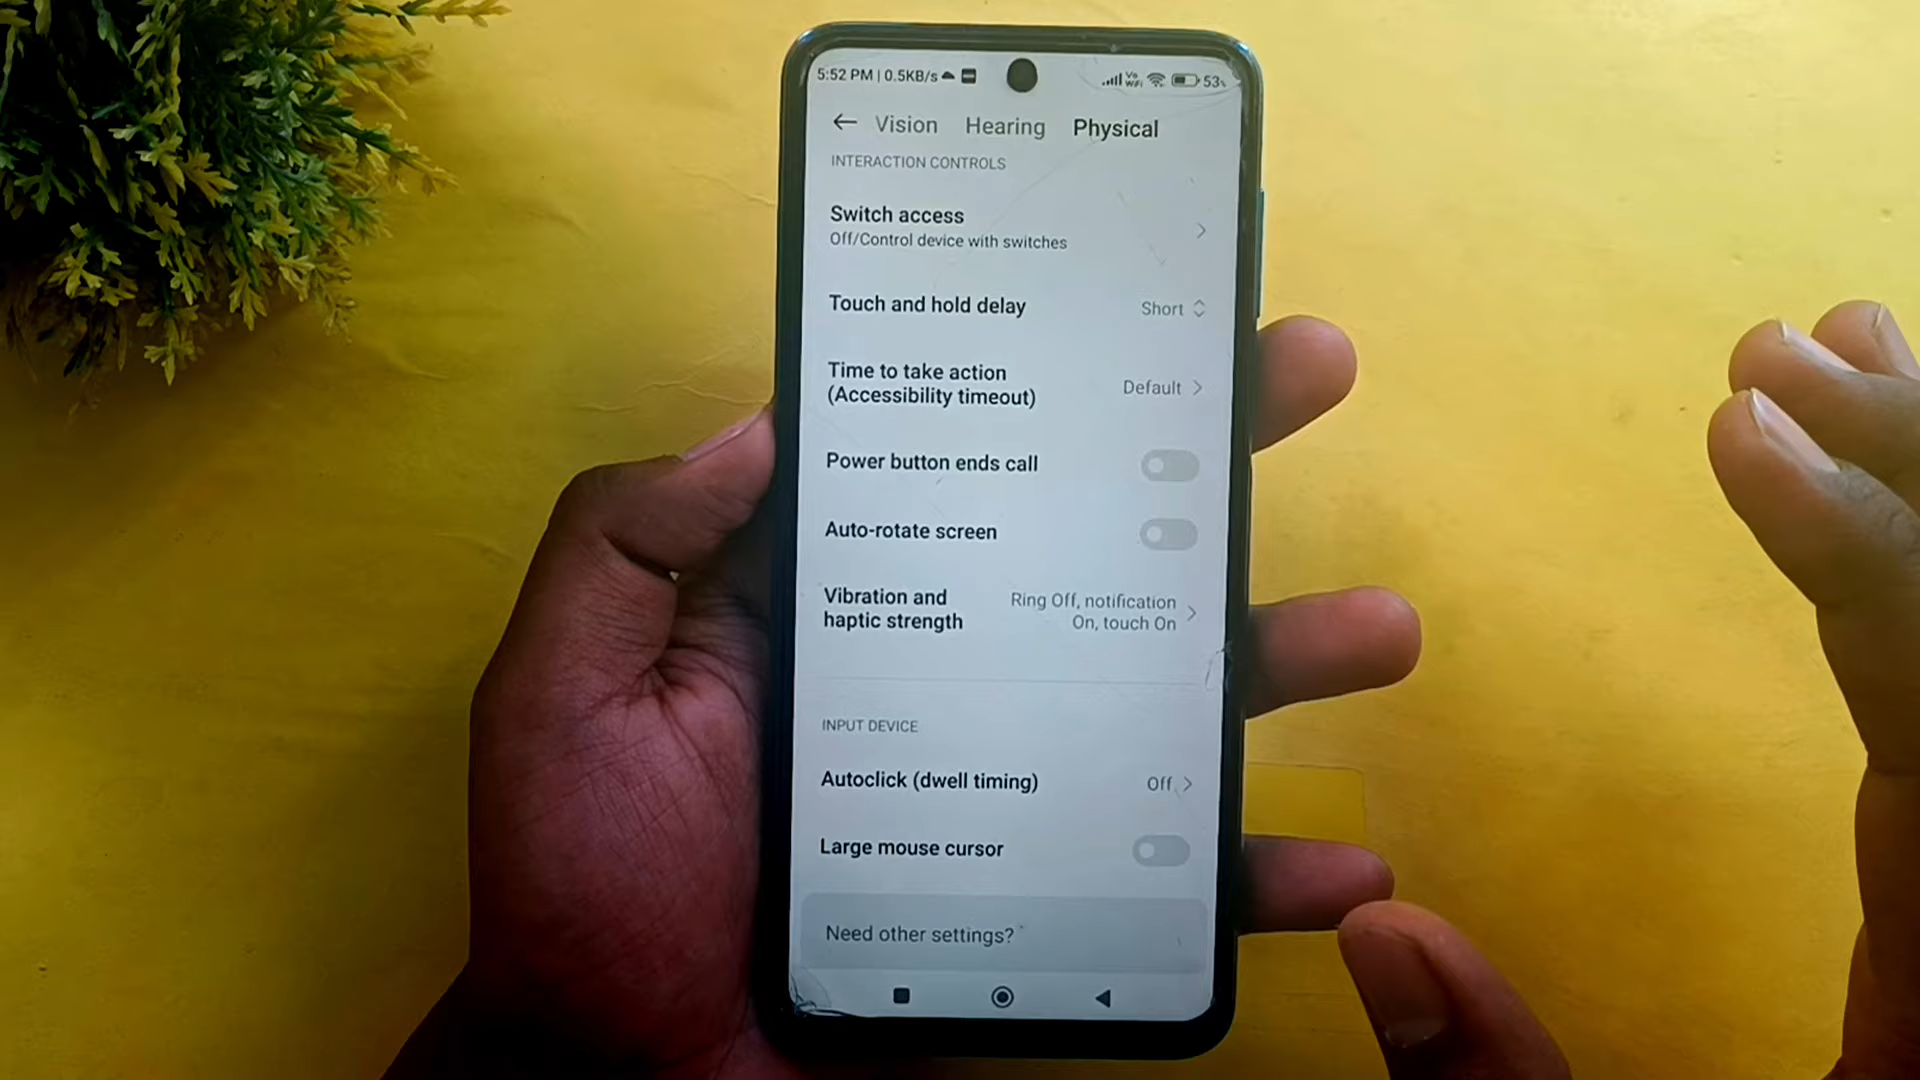 5:52 PM | 0.5KB/s
Vo
WiFi
53%
Vision Hearing Physical
INTERACTION CONTROLS
Switch access
Off/Control device with switches
Touch and hold delay
Short
Time to take action
(Accessibility timeout)
Default
Power button ends call
Auto-rotate screen
Vibration and
haptic strength
Ring Off, notification
On, touch On
INPUT DEVICE
Autoclick (dwell timing)
Off
Large mouse cursor
Need other settings?